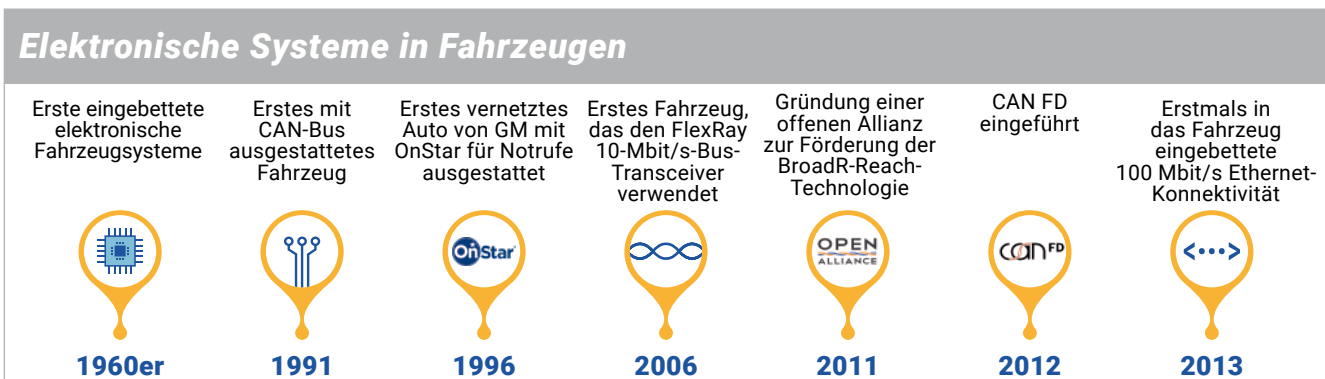 Elektronische Systeme in Fahrzeugen
Erste eingebettete
elektronische
Fahrzeugsysteme
Erstes mit
CAN-Bus
ausgestattetes
Fahrzeug
Erstes vernetztes
Auto von GM mit
OnStar für Notrufe
ausgestattet
Erstes Fahrzeug,
das den FlexRay
10-Mbit/s-Bus-
Transceiver
verwendet
Gründung einer
offenen Allianz
zur Förderung der
BroadR-Reach-
Technologie
CAN FD
eingeführt
Erstmals in
das Fahrzeug
eingebettete
100 Mbit/s Ethernet-
Konnektivität
OnStar
OPEN
ALLIANCE
can FD
1960er
1991
1996
2006
2011
2012
2013